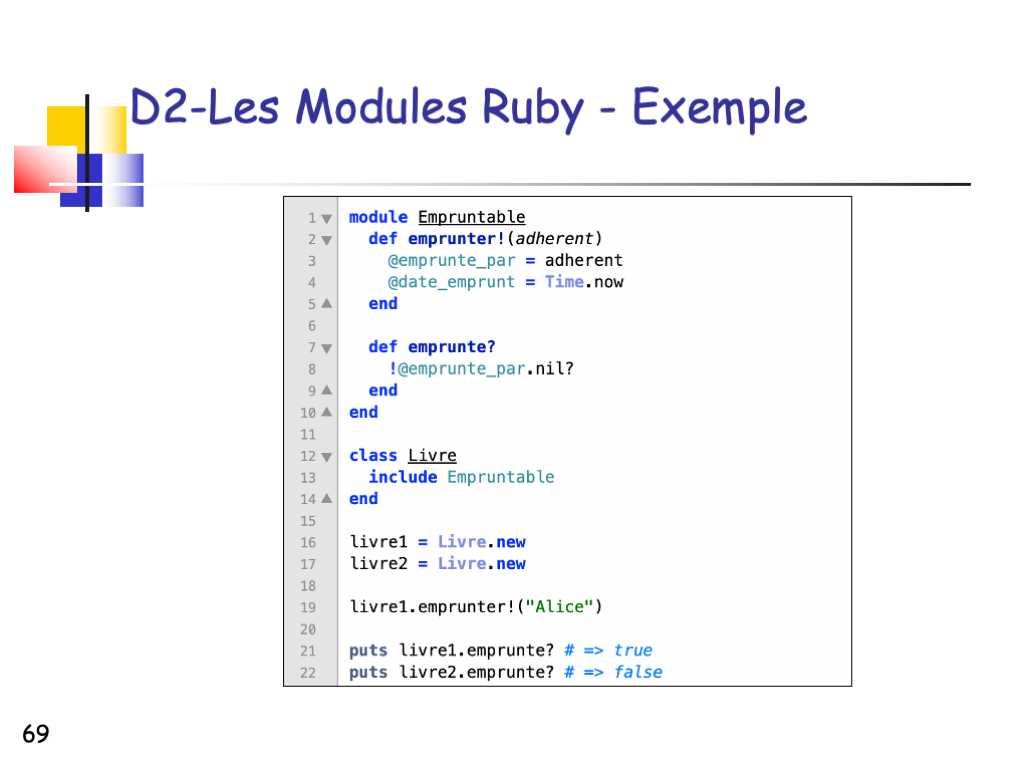 D2-Les Modules Ruby - Exemple
1 module Empruntable
2   def emprunter!(adherent)
3     @emprunte_par = adherent
4     @date_emprunt = Time.now
5   end
6
7   def emprunte?
8     !@emprunte_par.nil?
9   end
10 end
11
12 class Livre
13   include Empruntable
14 end
15
16 livre1 = Livre.new
17 livre2 = Livre.new
18
19 livre1.emprunter!("Alice")
20
21 puts livre1.emprunte? # => true
22 puts livre2.emprunte? # => false
69